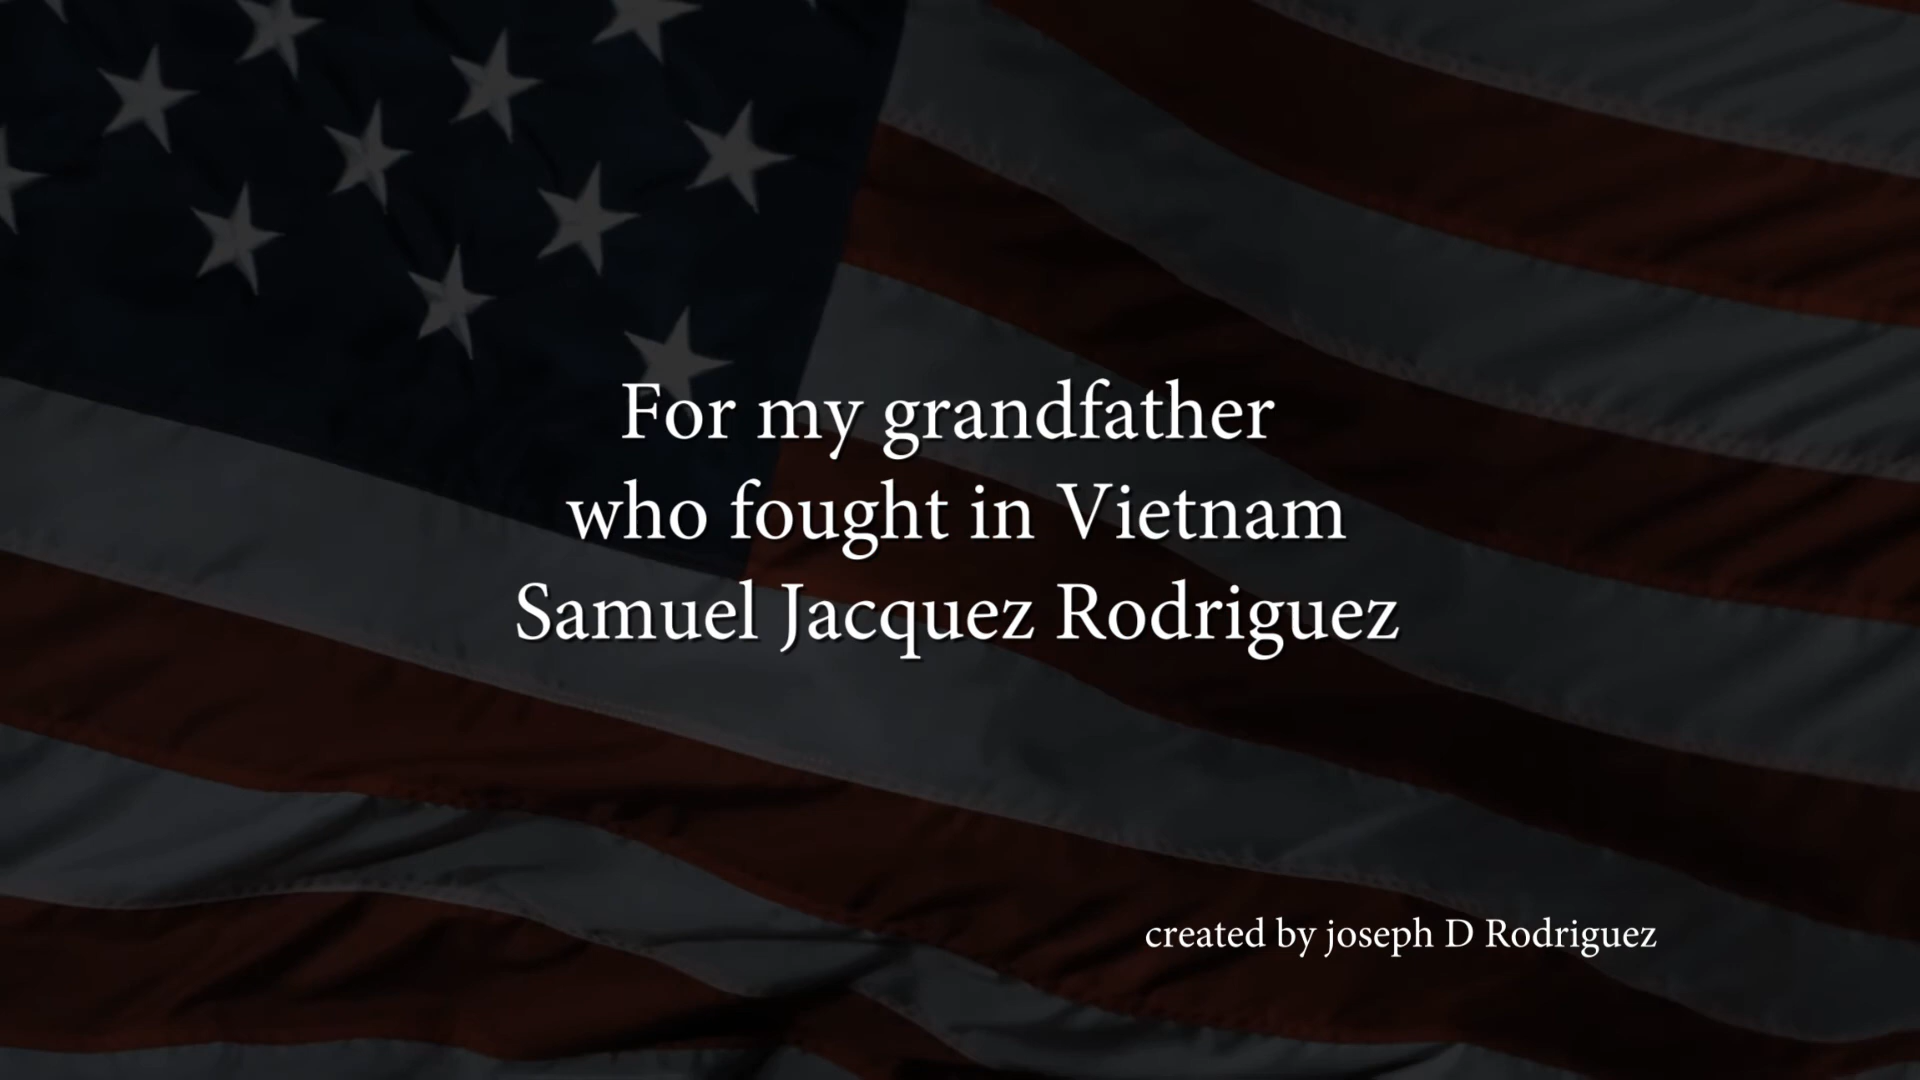 For my grandfather
who fought in Vietnam
Samuel Jacquez Rodriguez
created by joseph D Rodriguez